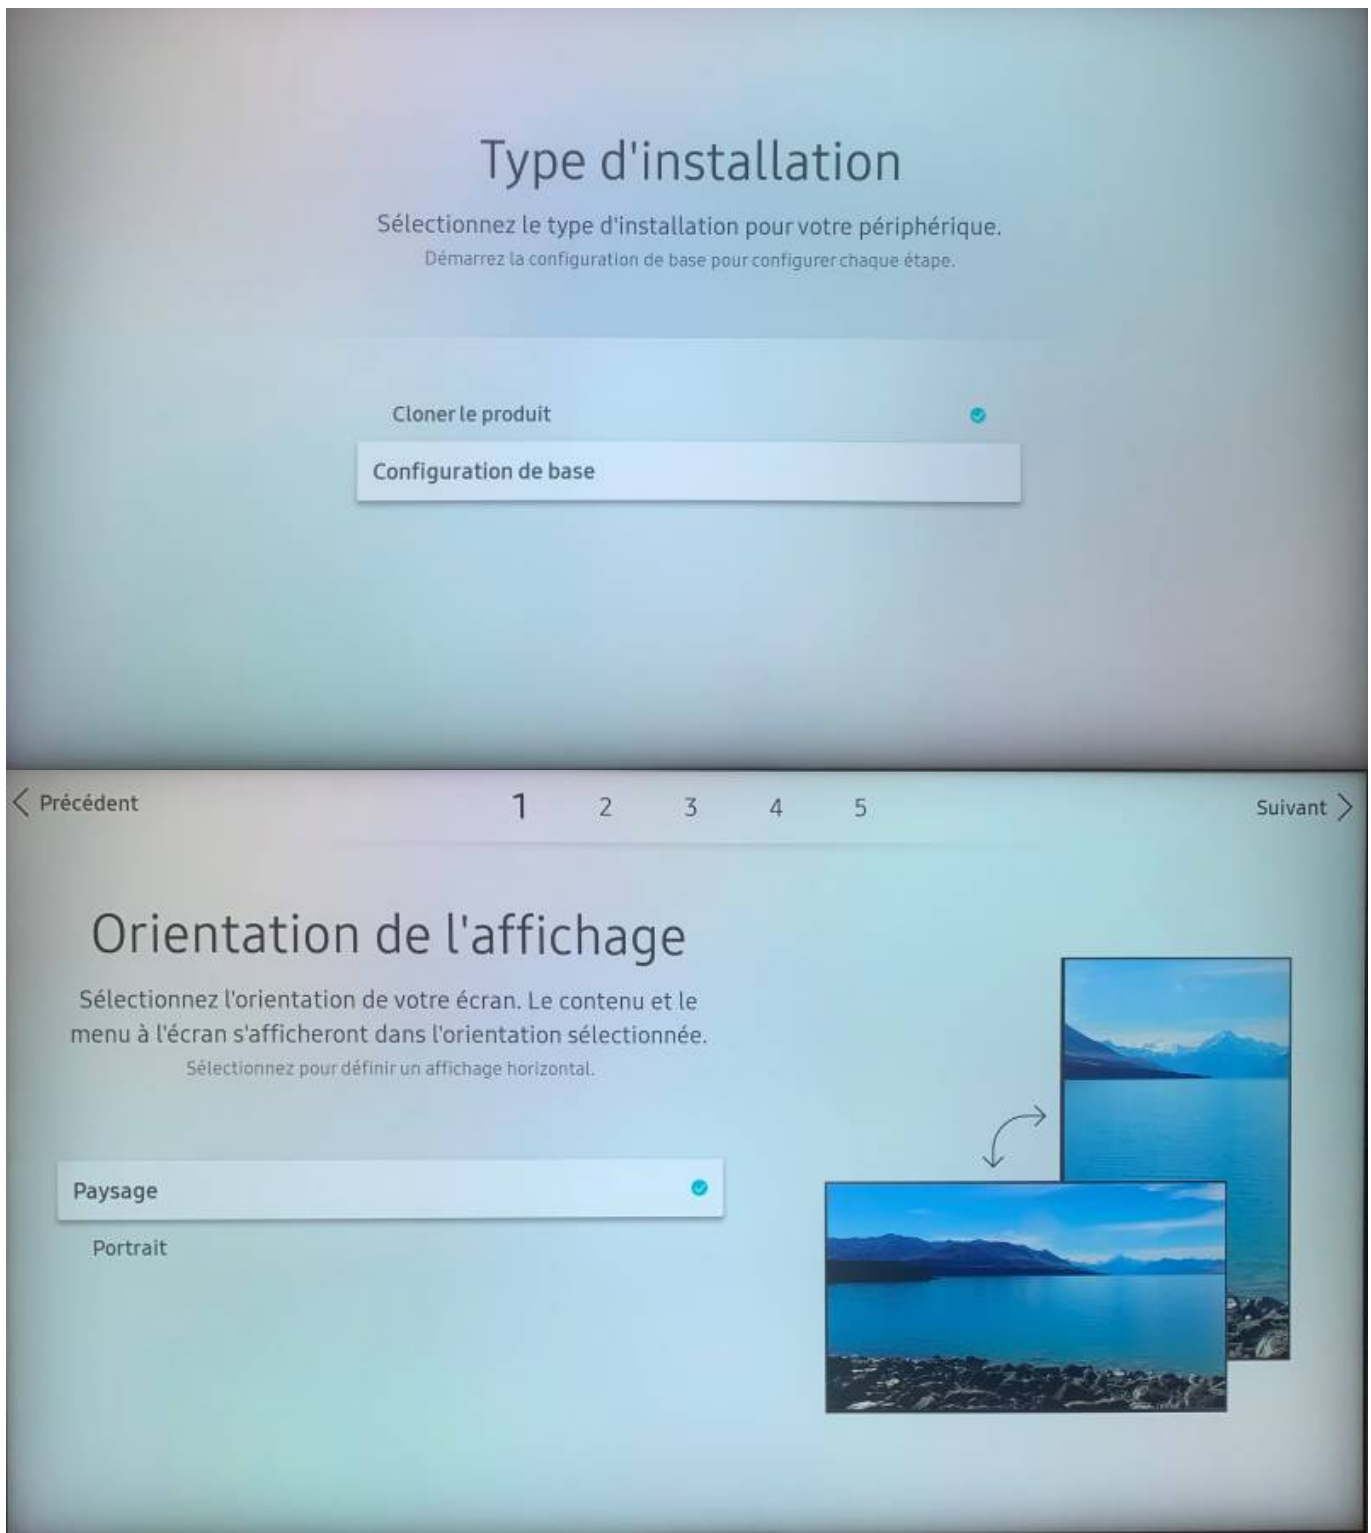 Type d'installation
Sélectionnez le type d'installation pour votre périphérique.
Démarrez la configuration de base pour configurer chaque étape.
Cloner le produit
Configuration de base
Précédent
1 2 3 4 5
Suivant
Orientation de l'affichage
Sélectionnez l'orientation de votre écran. Le contenu et le
menu à l'écran s'afficheront dans l'orientation sélectionnée.
Sélectionnez pour définir un affichage horizontal.
Paysage
Portrait